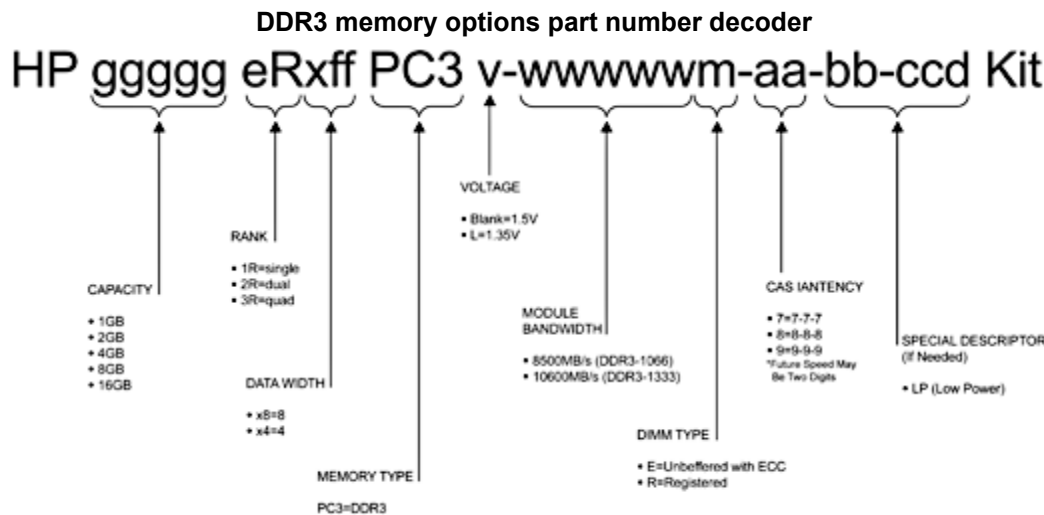 DDR3 memory options part number decoder
HP ggggg eRxff PC3 v-wwwwwm-aa-bb-ccd Kit
VOLTAGE
• Blank=1.5V
• L=1.35V
RANK
• 1R=single
• 2R=dual
• 3R=quad
CAPACITY
• 1GB
• 2GB
• 4GB
• 8GB
• 16GB
CAS IANTENCY
• 7=7-7-7
• 8=8-8-8
• 9=9-9-9
*Future Speed May
Be Two Digits
MODULE
BANDWIDTH
• 8500MB/s (DDR3-1066)
• 10600MB/s (DDR3-1333)
SPECIAL DESCRIPTOR
(If Needed)
• LP (Low Power)
DATA WIDTH
• x8=8
• x4=4
DIMM TYPE
• E=Unbeffered with ECC
• R=Registered
MEMORY TYPE
PC3=DDR3